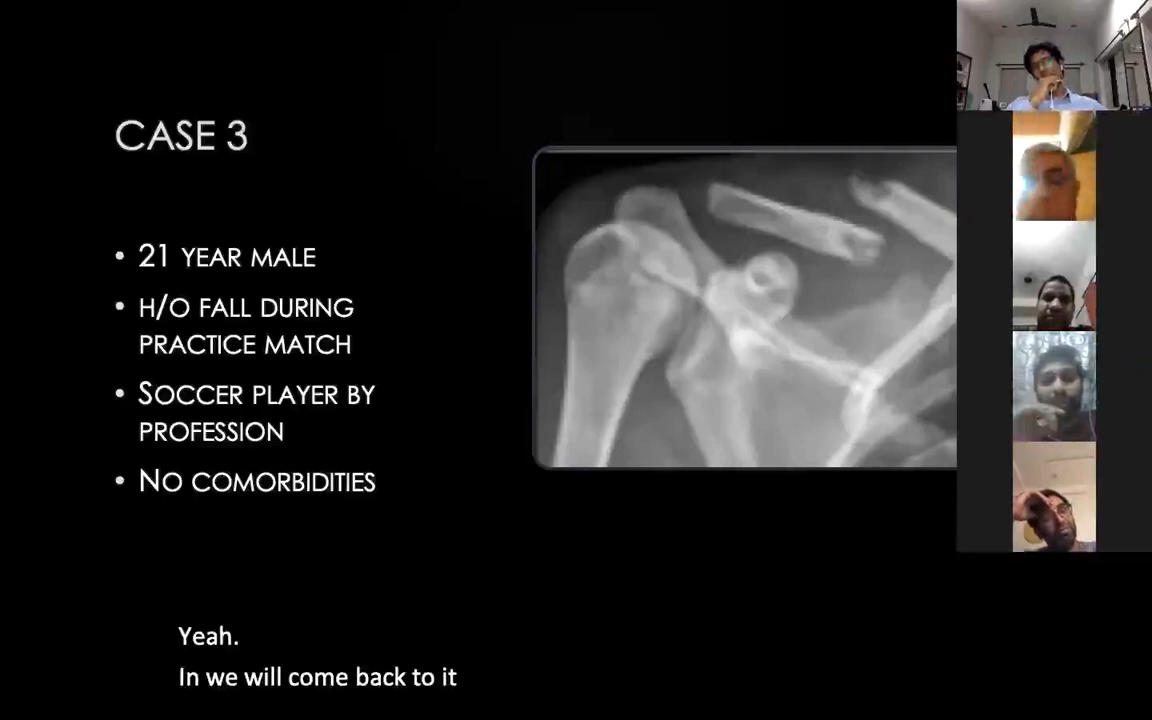 CASE 3
• 21 YEAR MALE
• H/O FALL DURING
PRACTICE MATCH
• SOCCER PLAYER BY
PROFESSION
• NO COMORBIDITIES
Yeah.
In we will come back to it